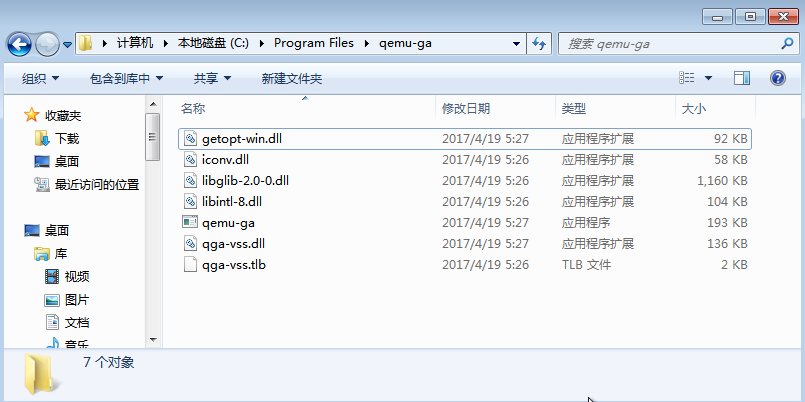 计算机 本地磁盘 (C:) Program Files qemu-ga 搜索 qemu-ga
组织 包含到库中 共享 新建文件夹
收藏夹
下载
桌面
最近访问的位置
桌面
库
视频
图片
文档
音乐
名称 修改日期 类型 大小
getopt-win.dll 2017/4/19 5:27 应用程序扩展 92 KB
iconv.dll 2017/4/19 5:26 应用程序扩展 58 KB
libglib-2.0-0.dll 2017/4/19 5:26 应用程序扩展 1,160 KB
libintl-8.dll 2017/4/19 5:26 应用程序扩展 104 KB
qemu-ga 2017/4/19 5:27 应用程序 193 KB
qga-vss.dll 2017/4/19 5:27 应用程序扩展 136 KB
qga-vss.tlb 2017/4/19 5:26 TLB 文件 2 KB
7 个对象